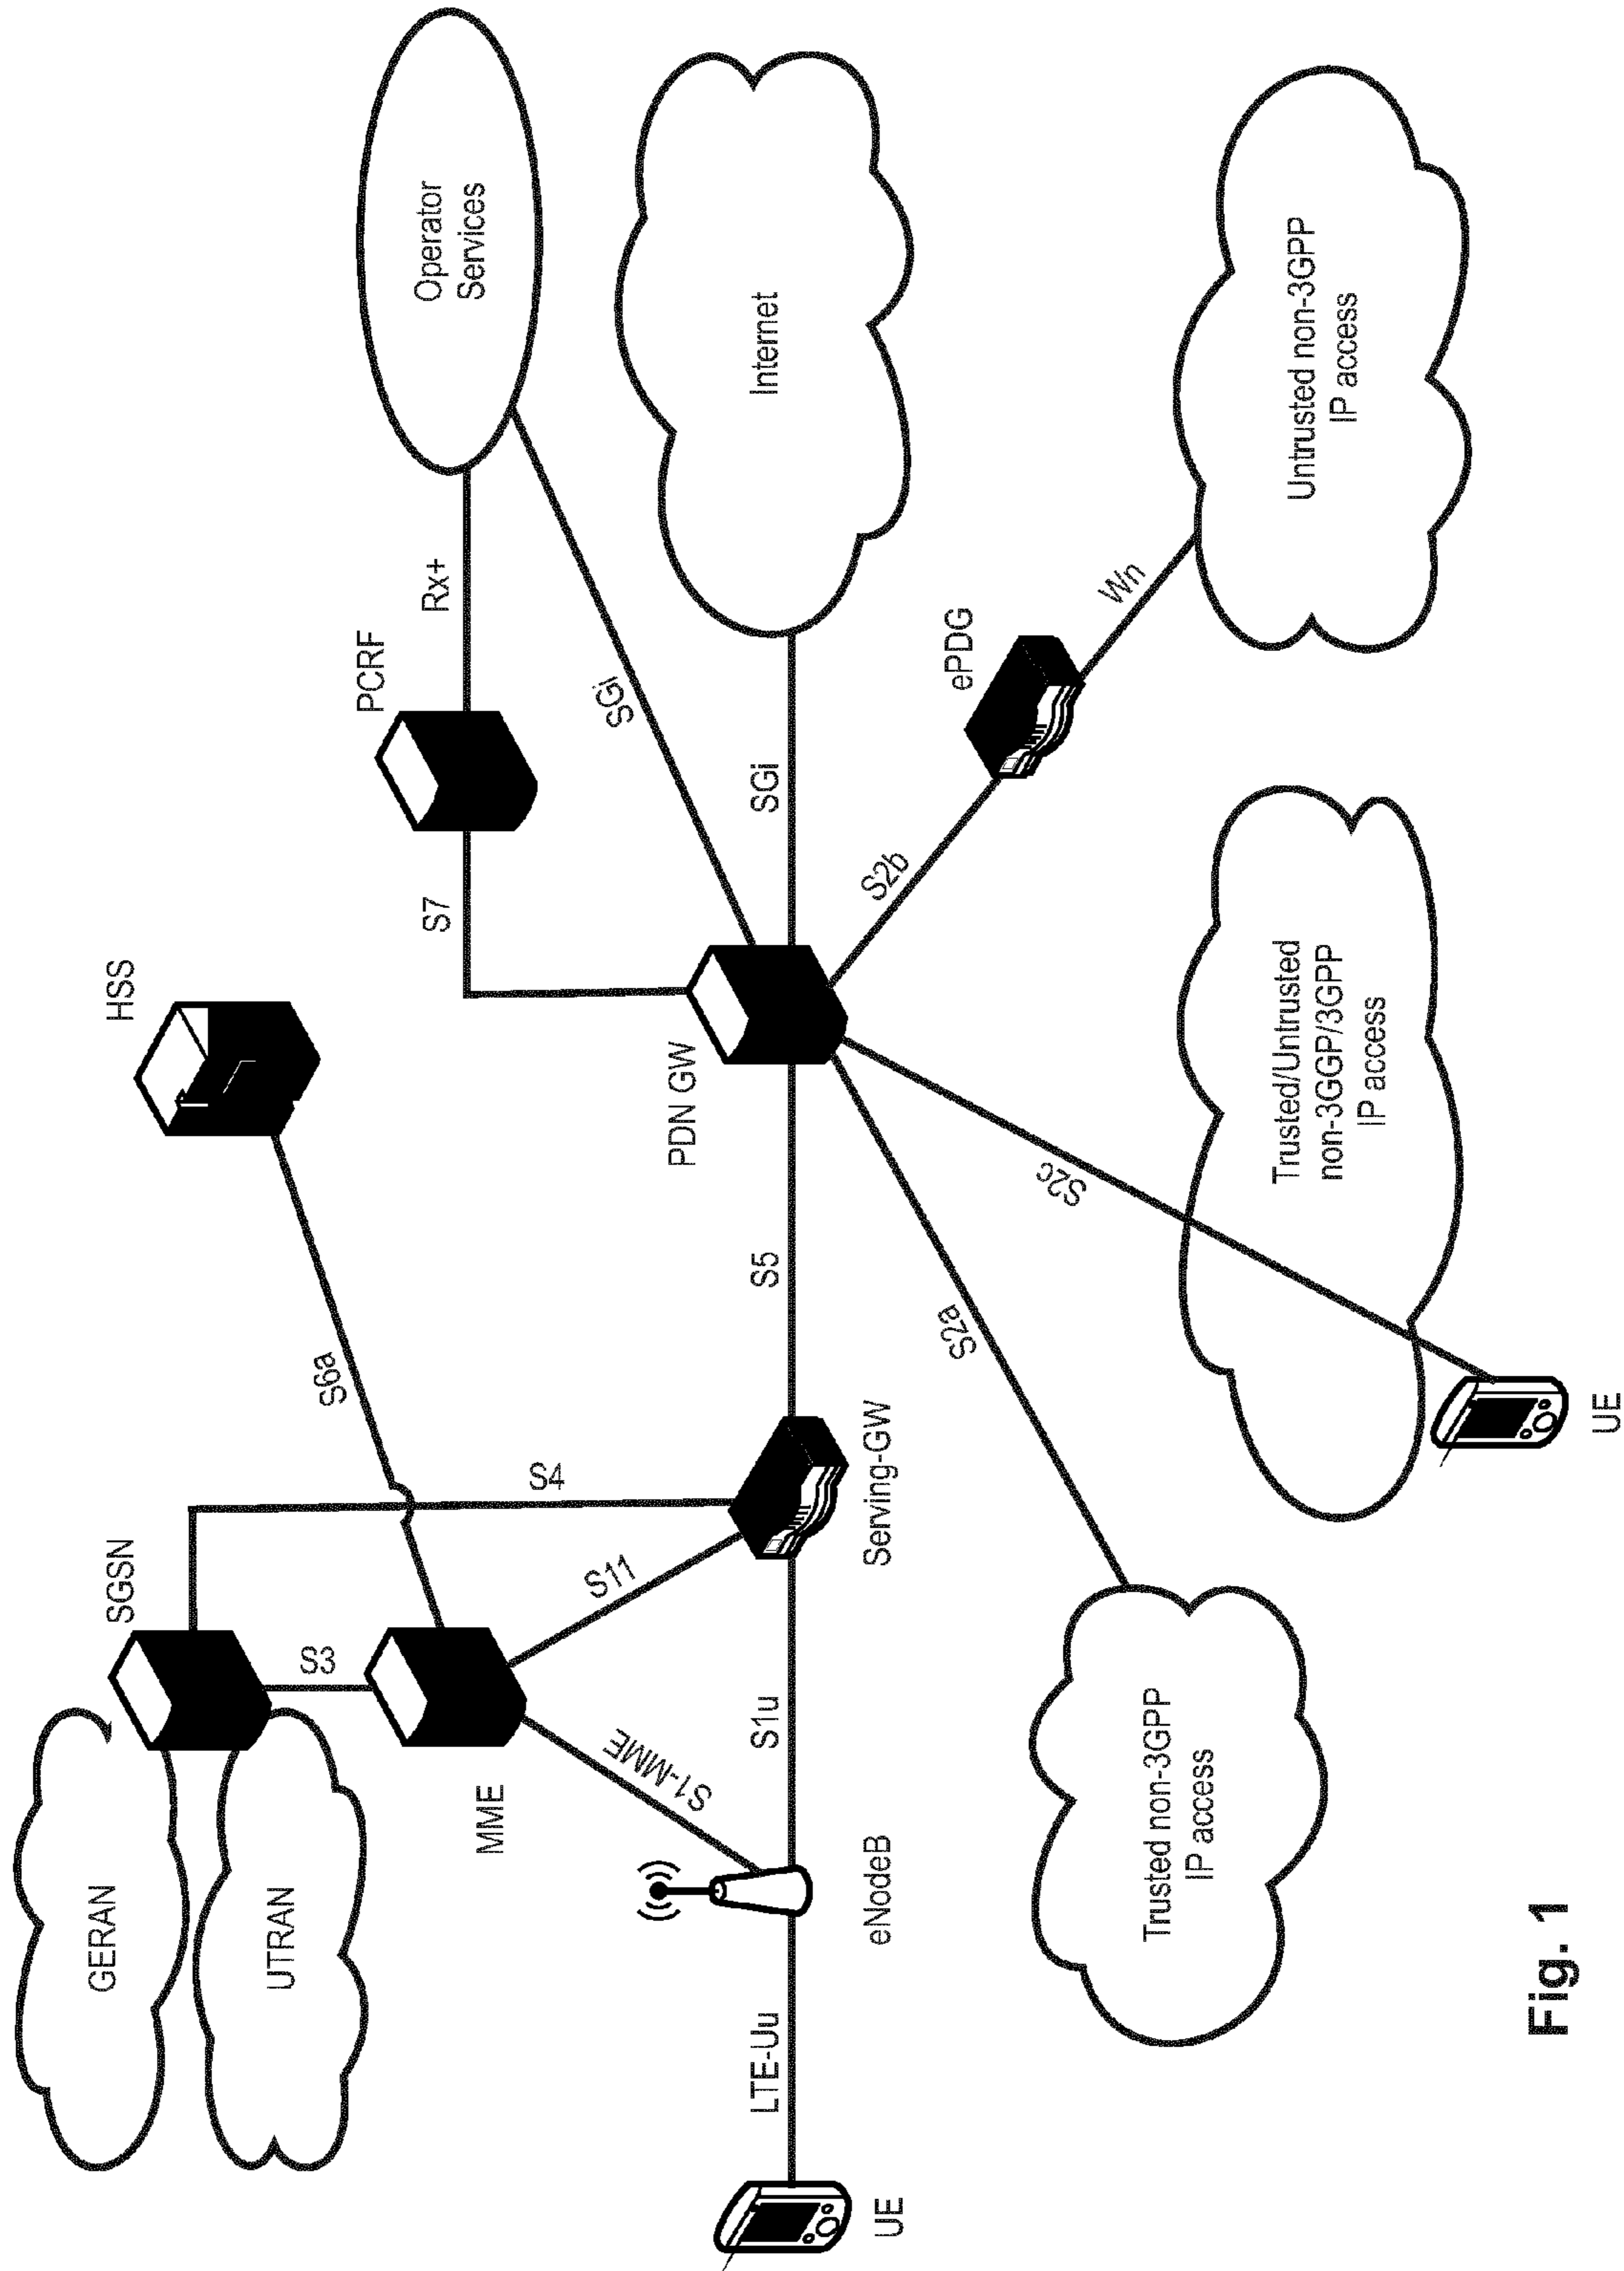 GERAN
UTRAN
SGSN
HSS
S3
S4
S6a
MME
S11
S1-MME
S7
PCRF
Rx+
Operator
Services
SGi
Internet
SGi
UE
LTE-Uu
eNodeB
S1u
Serving-GW
S5
PDN GW
S2a
S2c
S2b
ePDG
Wn
Trusted non-3GPP
IP access
Trusted/Untrusted
non-3GGP/3GPP
IP access
Untrusted non-3GPP
IP access
UE
Fig. 1